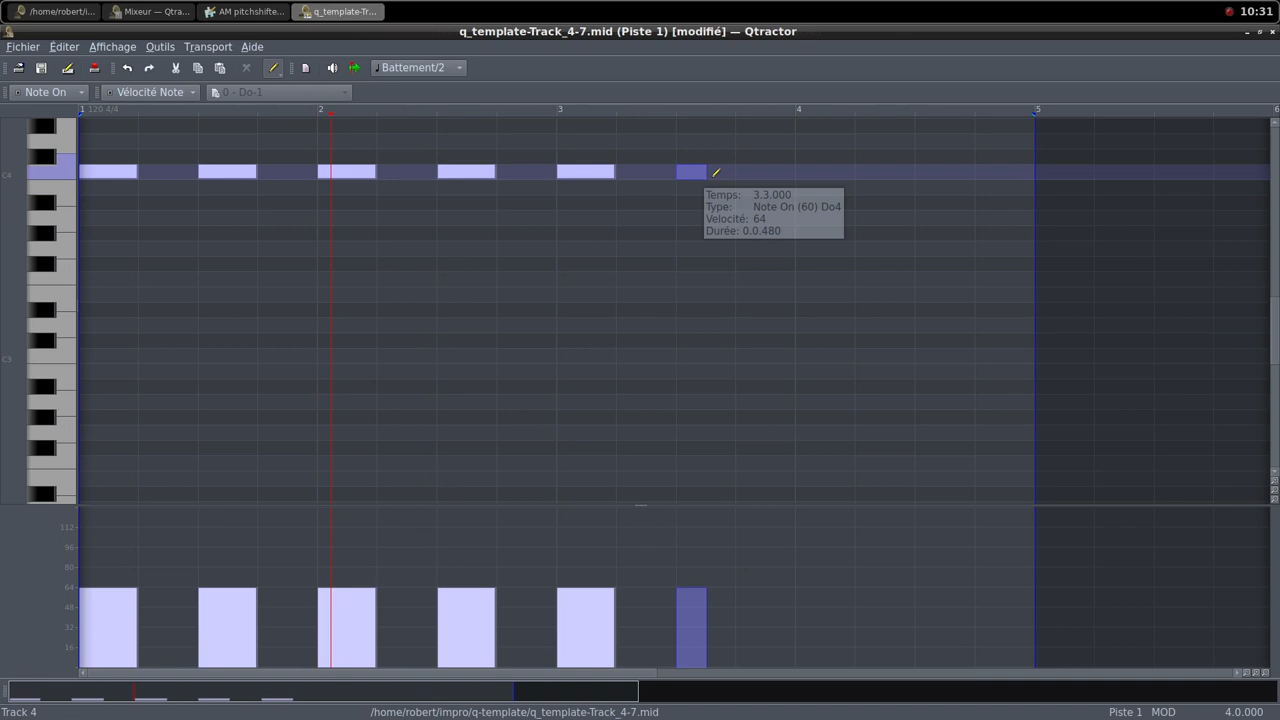 /home/robert/i...
Mixeur — Qtra...
AM pitchshifte...
q_template-Tr...
10:31
q_template-Track_4-7.mid (Piste 1) [modifié] — Qtractor
Fichier Éditer Affichage Outils Transport Aide
Battement/2
Note On Vélocité Note 0 - Do-1
1 120 4/4 2 3 4 5 6
C4
Temps: 3.3.000
Type: Note On (60) Do4
Velocité: 64
Durée: 0.0.480
C3
112
96
80
64
48
32
16
Track 4 /home/robert/impro/q-template/q_template-Track_4-7.mid Piste 1 MOD 4.0.000